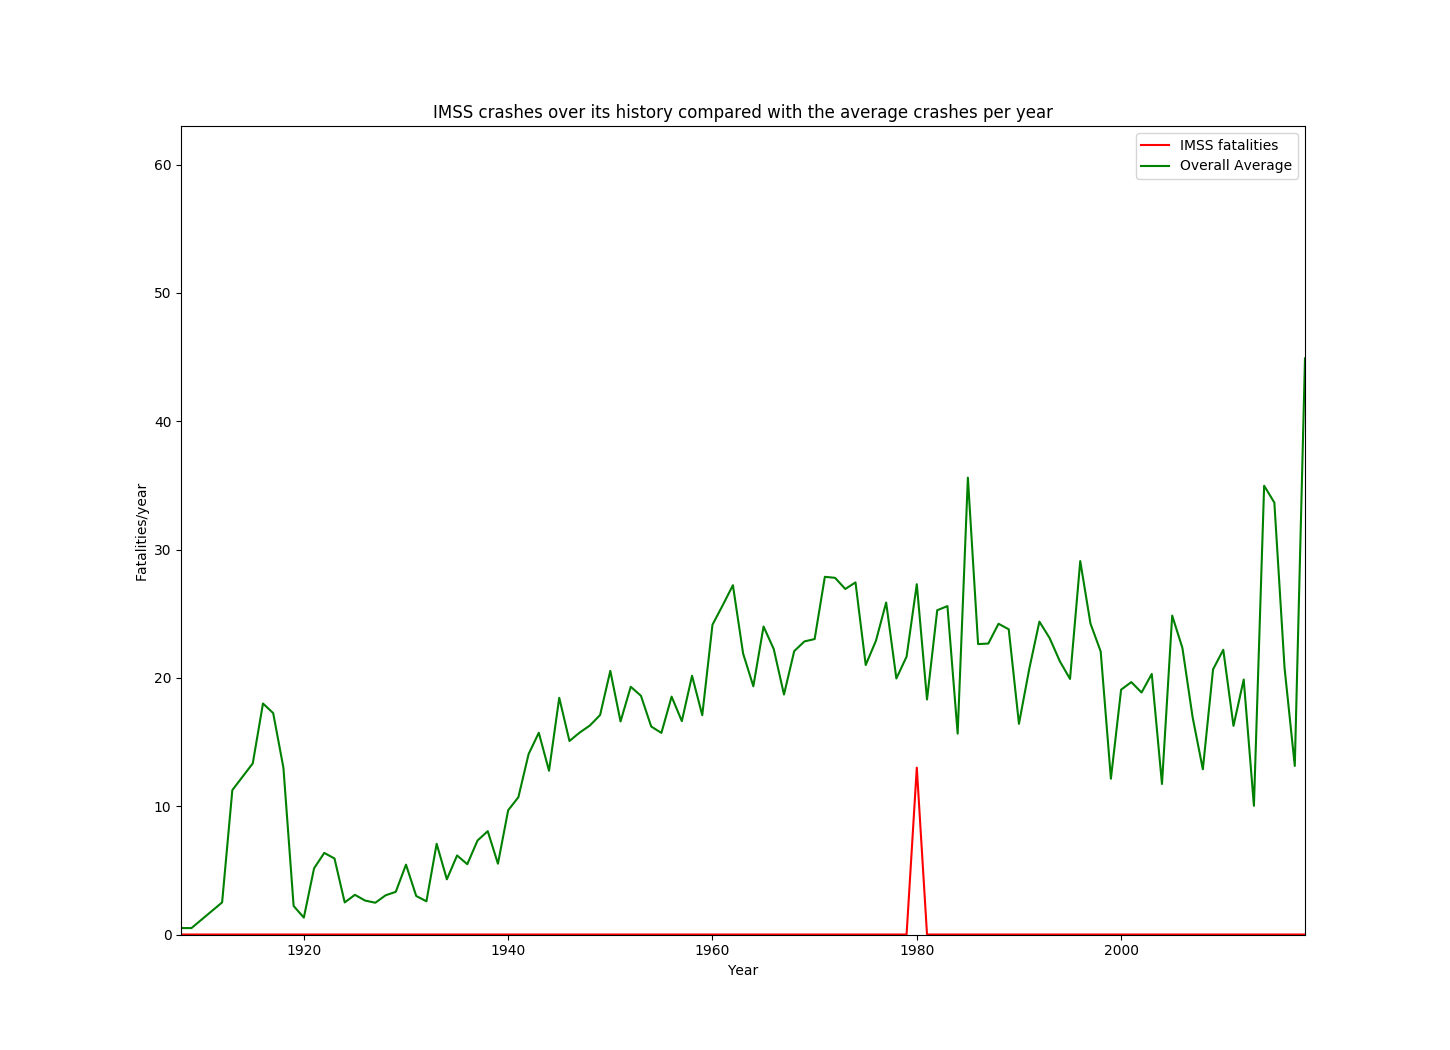 IMSS crashes over its history compared with the average crashes per year
IMSS fatalities
Overall Average
60
50
40
30
20
10
0
Fatalities/year
1920 1940 1960 1980 2000
Year